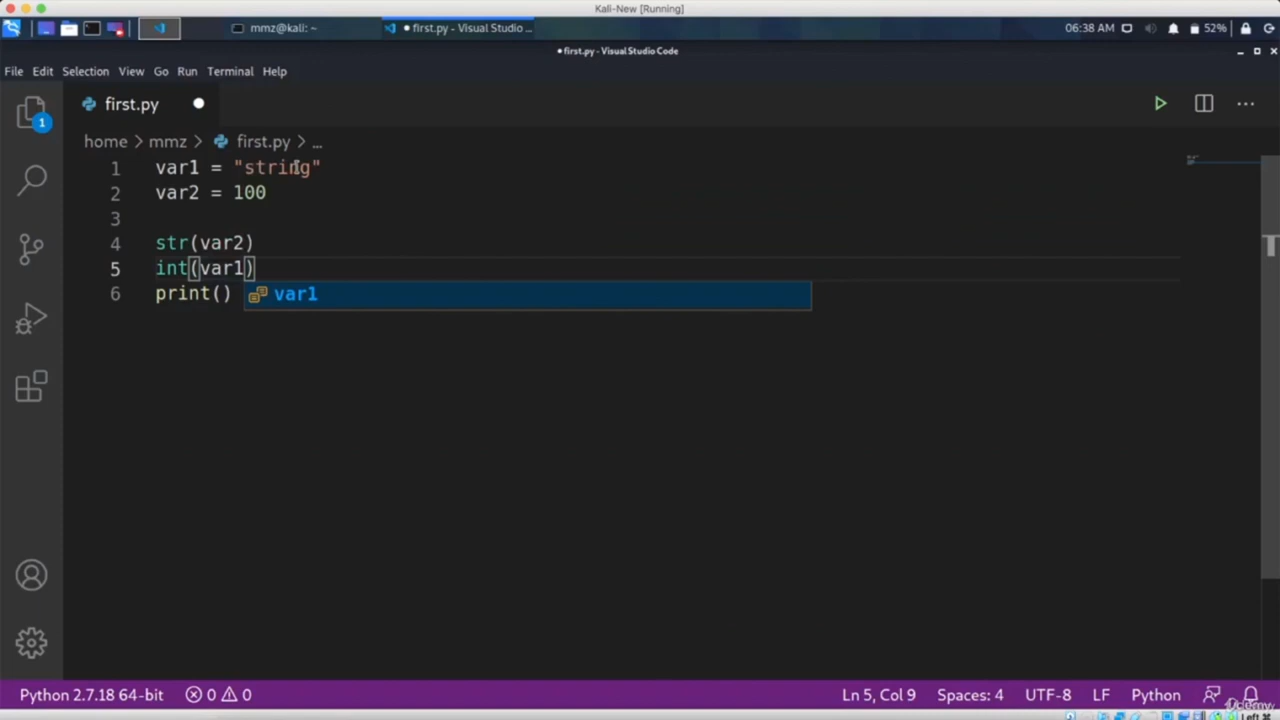 Kali-New [Running]
mmz@kali: ~
first.py - Visual Studio ...
06:38 AM
52%
first.py - Visual Studio Code
File Edit Selection View Go Run Terminal Help
1
first.py
home > mmz > first.py > ...
1 var1 = "string"
2 var2 = 100
3
4 str(var2)
5 int(var1)
6 print()
var1
Python 2.7.18 64-bit 0 0 Ln 5, Col 9 Spaces: 4 UTF-8 LF Python
Udemy
Left ⌘